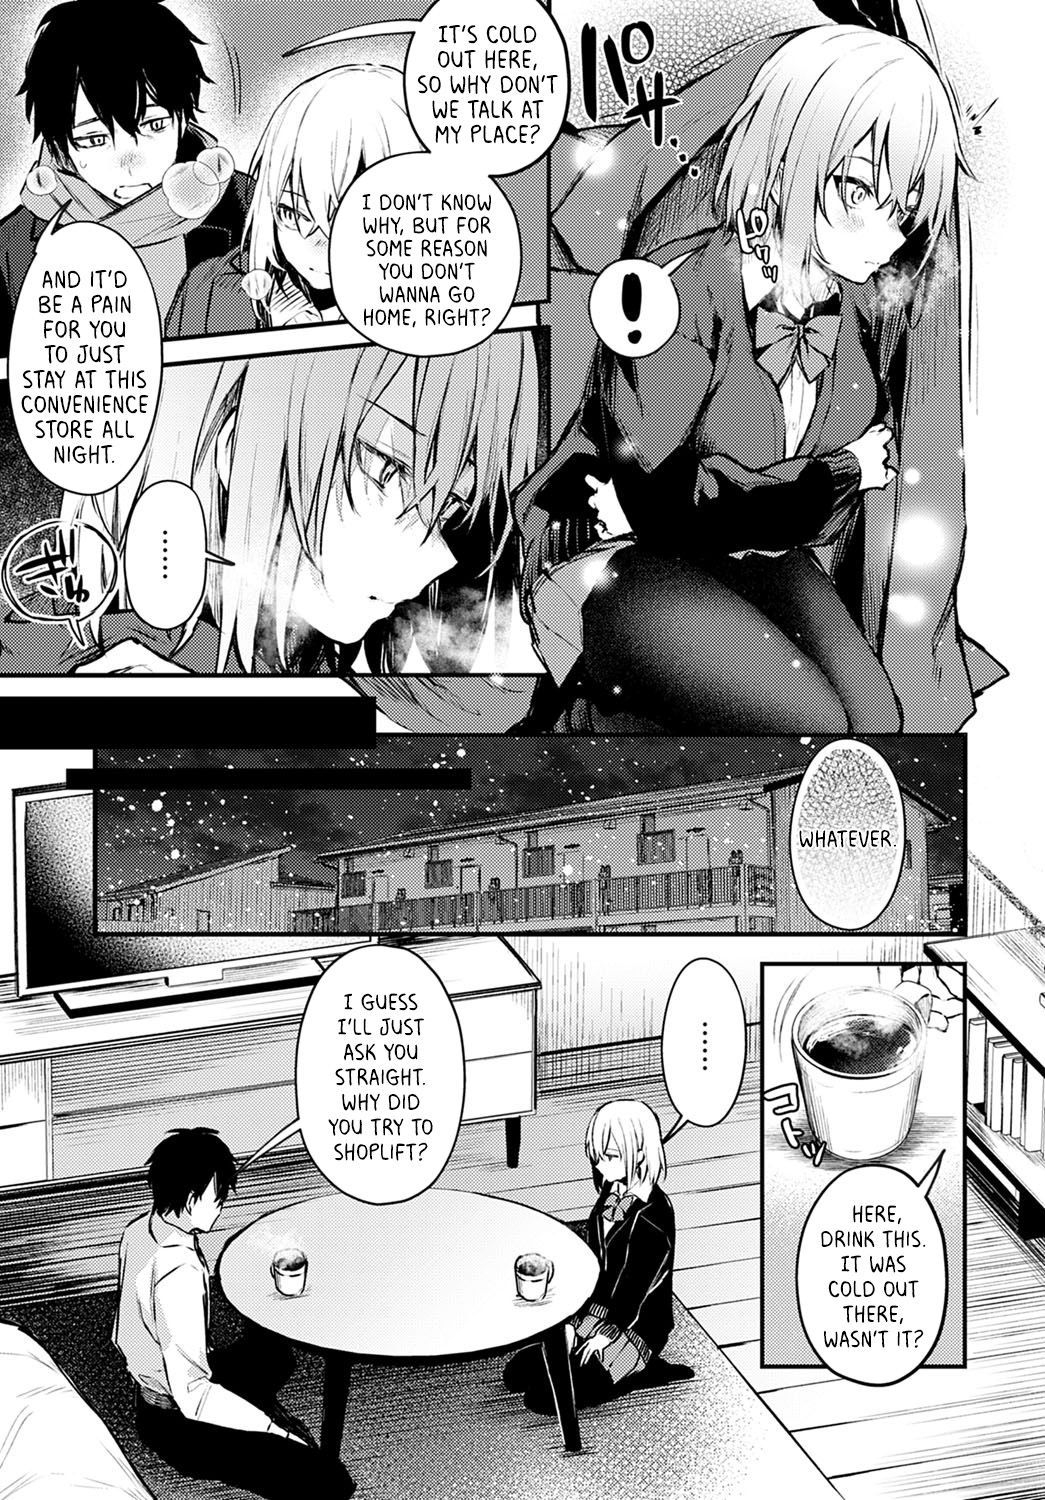 パサ…
ピクッ
!
IT'S COLD
OUT HERE,
SO WHY DON'T
WE TALK AT
MY PLACE?
I DON'T KNOW
WHY, BUT FOR
SOME REASON
YOU DON'T
WANNA GO
HOME, RIGHT?
AND IT'D
BE A PAIN
FOR YOU
TO JUST
STAY AT THIS
CONVENIENCE
STORE ALL
NIGHT.
......
ぎゅ
WHATEVER.
コトッ
HERE,
DRINK THIS.
IT WAS
COLD OUT
THERE,
WASN'T IT?
......
I GUESS
I'LL JUST
ASK YOU
STRAIGHT.
WHY DID
YOU TRY TO
SHOPLIFT?